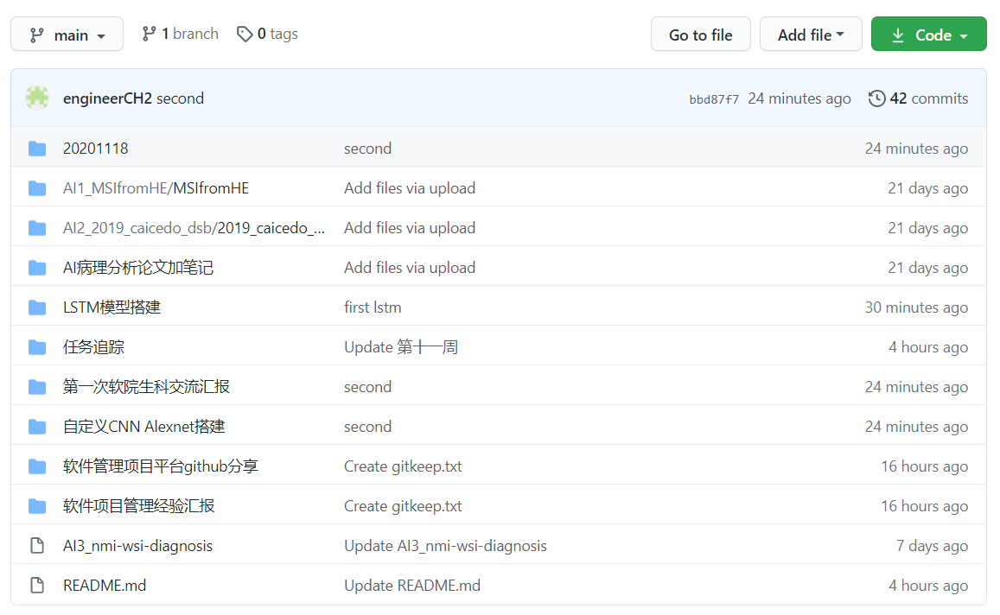 main 1 branch 0 tags Go to file Add file Code
engineerCH2 second bbd87f7 24 minutes ago 42 commits
20201118 second 24 minutes ago
AI1_MSIfromHE/MSIfromHE Add files via upload 21 days ago
AI2_2019_caicedo_dsb/2019_caicedo_... Add files via upload 21 days ago
AI病理分析论文加笔记 Add files via upload 21 days ago
LSTM模型搭建 first lstm 30 minutes ago
任务追踪 Update 第十一周 4 hours ago
第一次软院生科交流汇报 second 24 minutes ago
自定义CNN Alexnet搭建 second 24 minutes ago
软件管理项目平台github分享 Create gitkeep.txt 16 hours ago
软件项目管理经验汇报 Create gitkeep.txt 16 hours ago
AI3_nmi-wsi-diagnosis Update AI3_nmi-wsi-diagnosis 7 days ago
README.md Update README.md 4 hours ago